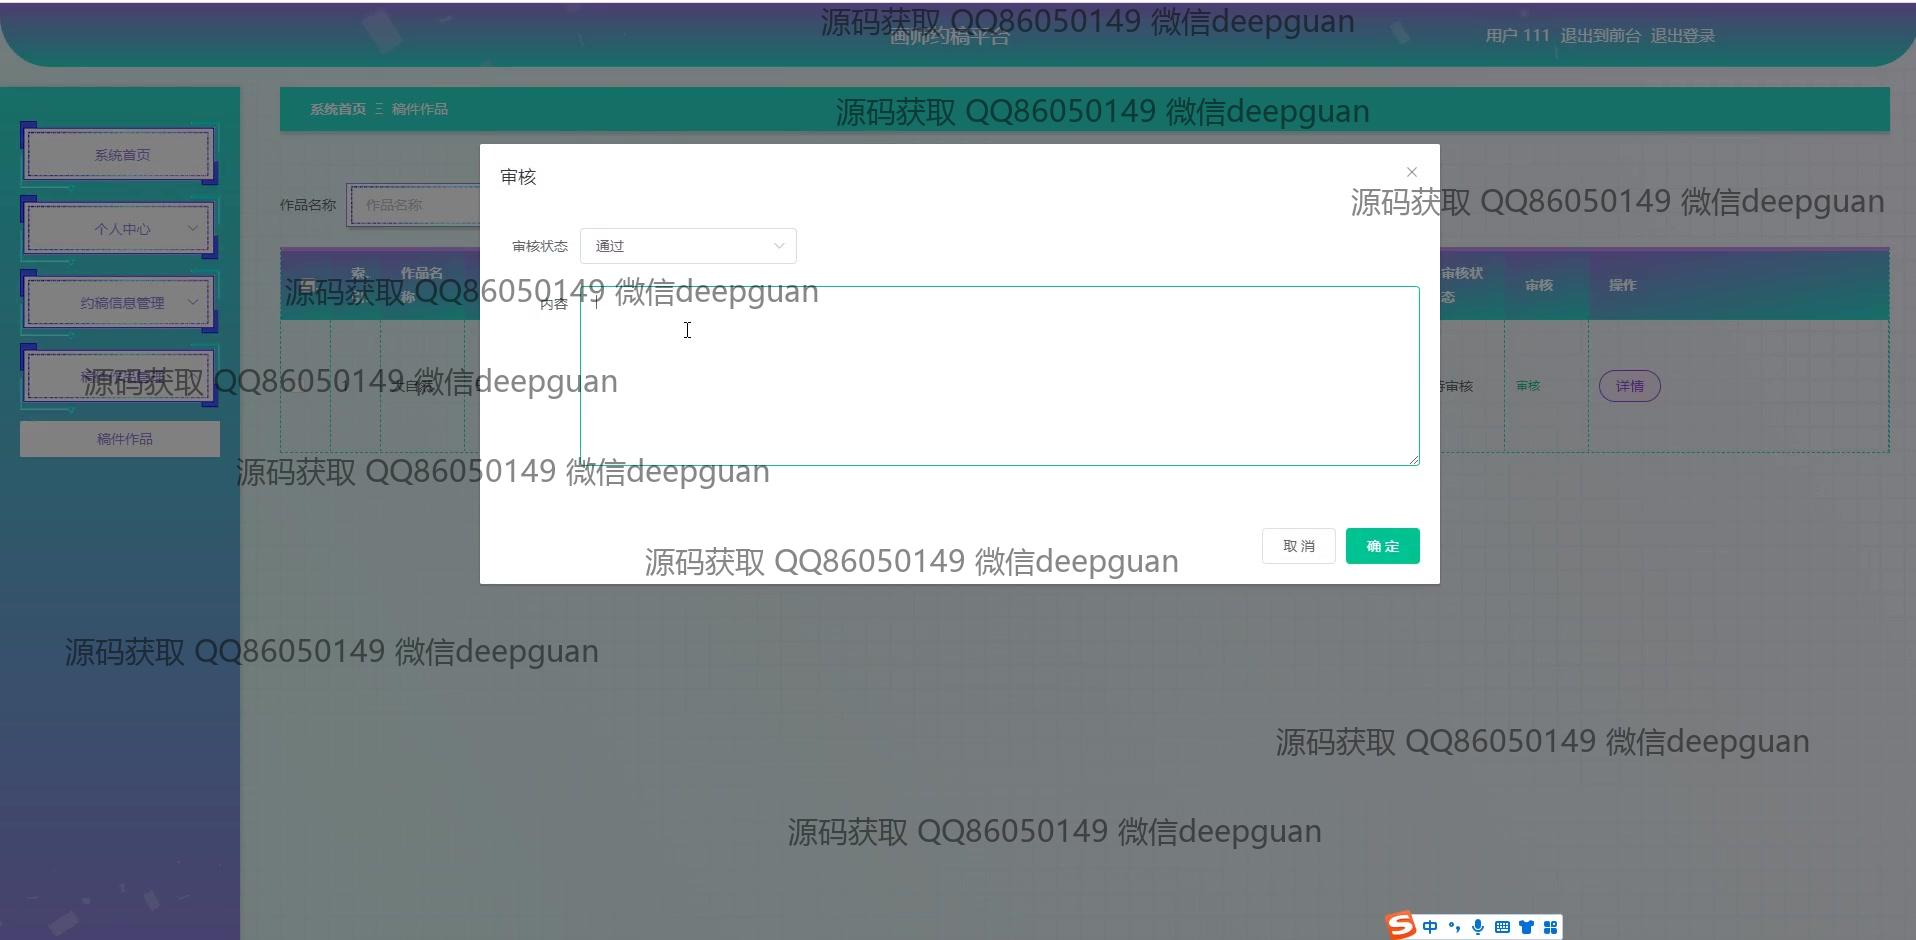 源码获取 QQ86050149 微信deepguan
画师约稿平台
用户 111 退出到前台 退出登录
系统首页 Ξ 稿件作品
源码获取 QQ86050149 微信deepguan
系统首页
个人中心
约稿信息管理
稿件作品
作品名称 作品名称
源码获取 QQ86050149 微信deepguan
审核
审核状态 通过
索
作品名称
审核状态
审核
操作
源码获取 QQ86050149 微信deepguan
内容
源码获取 QQ86050149 微信deepguan
审核
审核
详情
源码获取 QQ86050149 微信deepguan
取消 确定
源码获取 QQ86050149 微信deepguan
源码获取 QQ86050149 微信deepguan
源码获取 QQ86050149 微信deepguan
源码获取 QQ86050149 微信deepguan
中